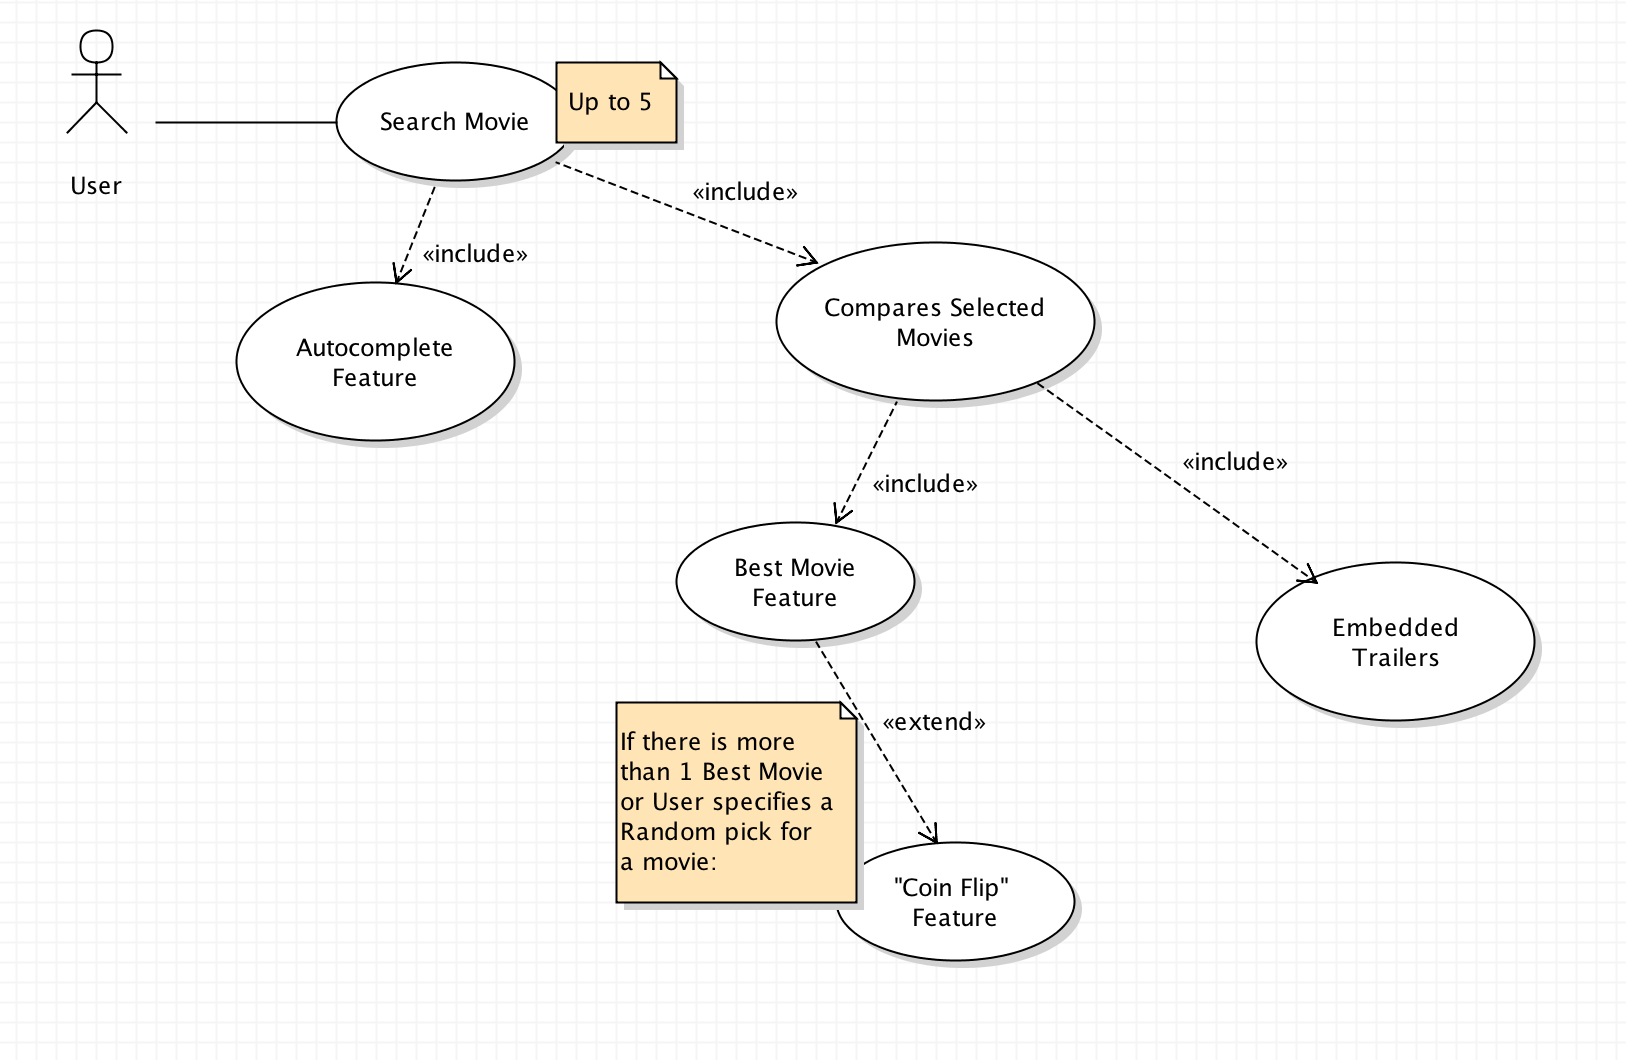 Up to 5
Search Movie
User
«include»
«include»
Compares Selected
Movies
Autocomplete
Feature
«include»
«include»
Best Movie
Feature
Embedded
Trailers
«extend»
If there is more
than 1 Best Movie
or User specifies a
Random pick for
a movie:
"Coin Flip"
Feature